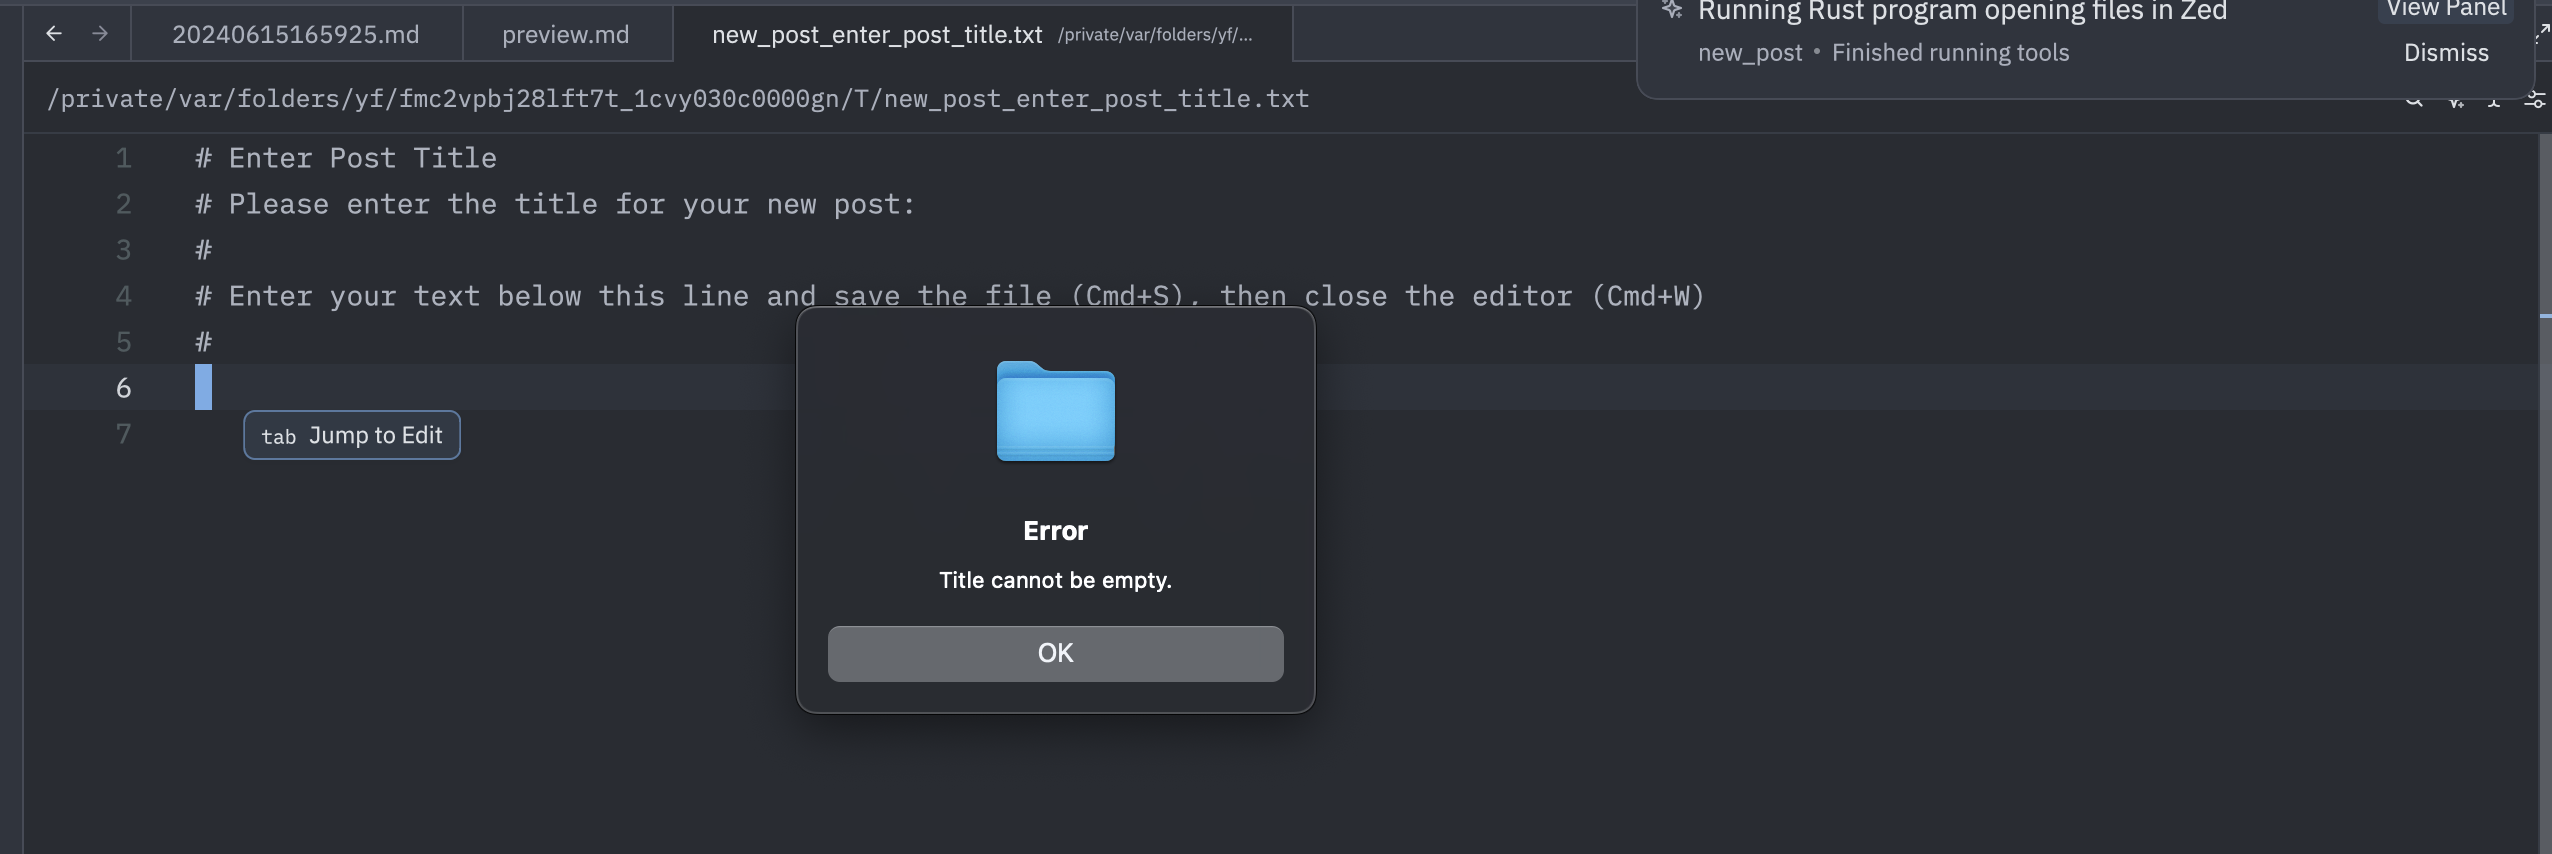 Running Rust program opening files in Zed
View Panel
20240615165925.md
preview.md
new_post_enter_post_title.txt /private/var/folders/yf/...
new_post • Finished running tools
Dismiss
/private/var/folders/yf/fmc2vpbj28lft7t_1cvy030c0000gn/T/new_post_enter_post_title.txt
1 # Enter Post Title
2 # Please enter the title for your new post:
3 #
4 # Enter your text below this line and save the file (Cmd+S), then close the editor (Cmd+W)
5 #
6
7
tab Jump to Edit
Error
Title cannot be empty.
OK